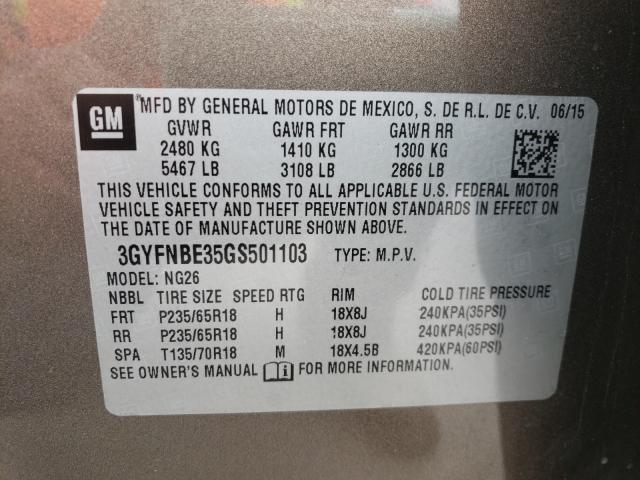 GM MFD BY GENERAL MOTORS DE MEXICO, S. DE R.L. DE C.V. 06/15
GVWR GAWR FRT GAWR RR
2480 KG 1410 KG 1300 KG
5467 LB 3108 LB 2866 LB
THIS VEHICLE CONFORMS TO ALL APPLICABLE U.S. FEDERAL MOTOR
VEHICLE SAFETY AND THEFT PREVENTION STANDARDS IN EFFECT ON
THE DATE OF MANUFACTURE SHOWN ABOVE.
3GYFNBE35GS501103 TYPE: M.P.V.
MODEL: NG26
NBBL TIRE SIZE SPEED RTG RIM COLD TIRE PRESSURE
FRT P235/65R18 H 18X8J 240KPA(35PSI)
RR P235/65R18 H 18X8J 240KPA(35PSI)
SPA T135/70R18 M 18X4.5B 420KPA(60PSI)
SEE OWNER'S MANUAL i FOR MORE INFORMATION